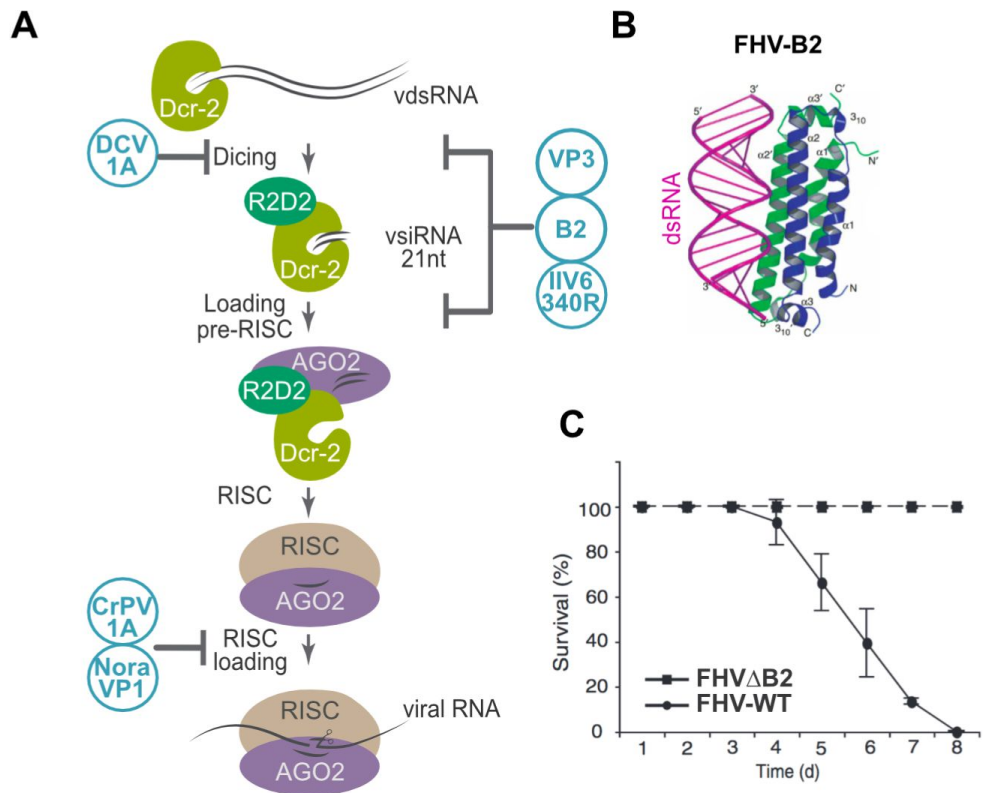 A
Dcr-2
vdsRNA
DCV
1A
Dicing
R2D2
Dcr-2
vsiRNA
21nt
VP3
B2
IIV6
340R
Loading
pre-RISC
AGO2
R2D2
Dcr-2
RISC
RISC
AGO2
CrPV
1A
Nora
VP1
RISC
loading
RISC
AGO2
viral RNA
B
FHV-B2
dsRNA
3'
5'
α3'
C'
3₁₀
α2
α2'
α1'
N'
α1
N
3'
5'
α3
3₁₀'
C
C
Survival (%)
100
80
60
40
20
0
FHVΔB2
FHV-WT
1 2 3 4 5 6 7 8
Time (d)